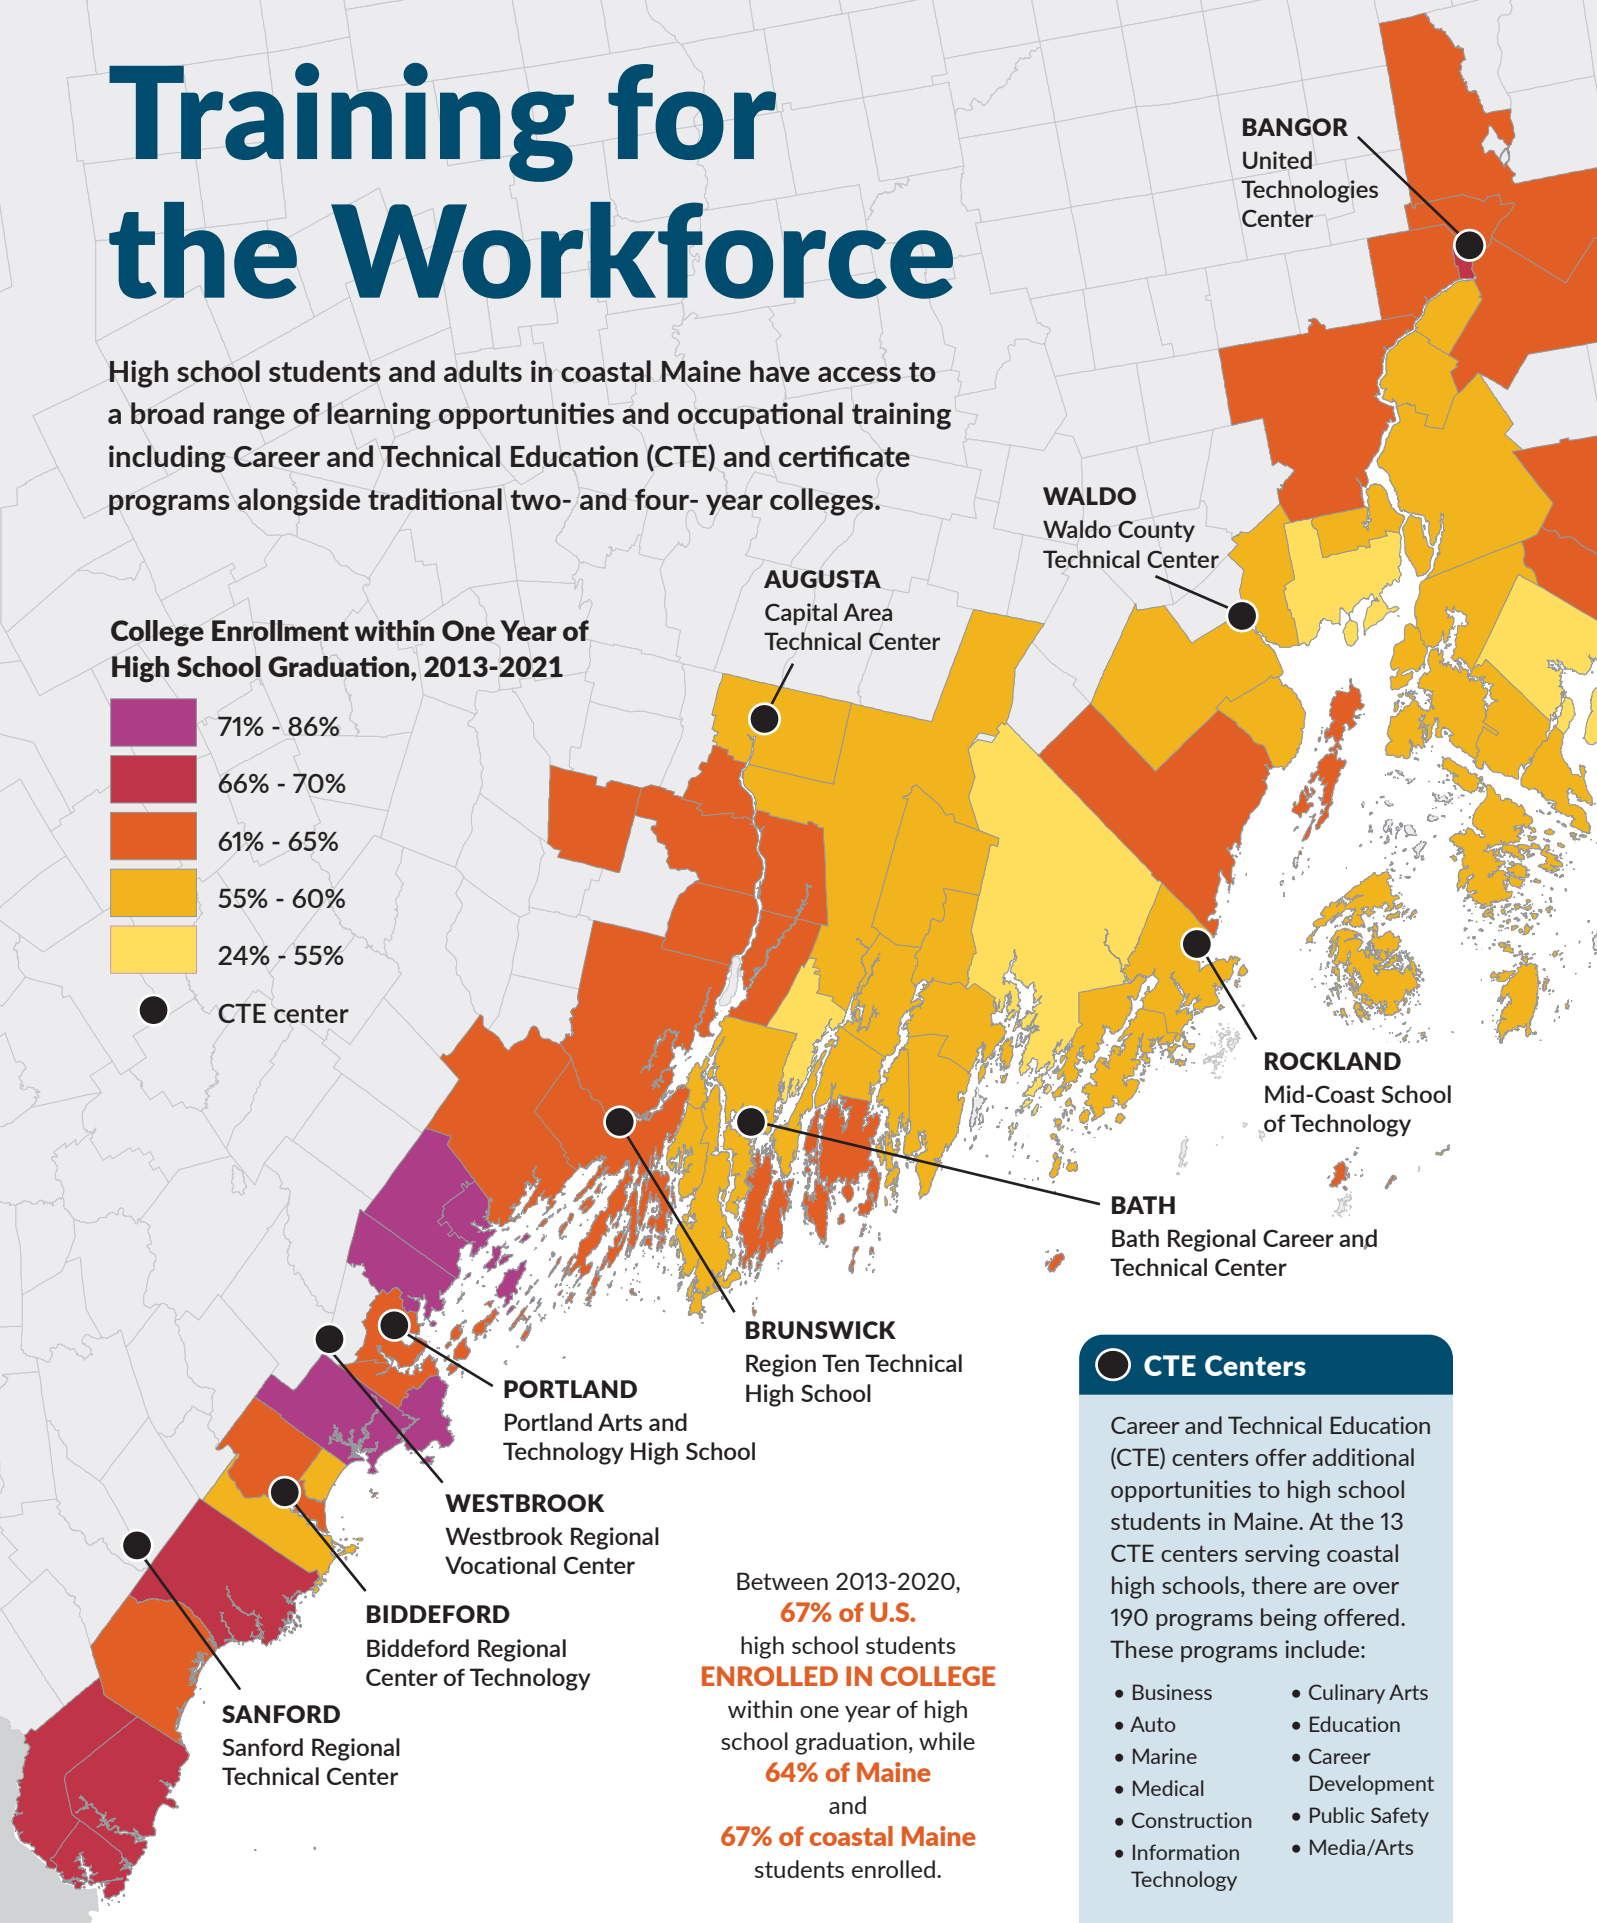 Training for
the Workforce
High school students and adults in coastal Maine have access to
a broad range of learning opportunities and occupational training
including Career and Technical Education (CTE) and certificate
programs alongside traditional two- and four- year colleges.
BANGOR
United
Technologies
Center
WALDO
Waldo County
Technical Center
AUGUSTA
Capital Area
Technical Center
College Enrollment within One Year of
High School Graduation, 2013-2021
71% - 86%
66% - 70%
61% - 65%
55% - 60%
24% - 55%
CTE center
ROCKLAND
Mid-Coast School
of Technology
BATH
Bath Regional Career and
Technical Center
BRUNSWICK
Region Ten Technical
High School
PORTLAND
Portland Arts and
Technology High School
WESTBROOK
Westbrook Regional
Vocational Center
BIDDEFORD
Biddeford Regional
Center of Technology
SANFORD
Sanford Regional
Technical Center
Between 2013-2020,
67% of U.S.
high school students
ENROLLED IN COLLEGE
within one year of high
school graduation, while
64% of Maine
and
67% of coastal Maine
students enrolled.
CTE Centers
Career and Technical Education
(CTE) centers offer additional
opportunities to high school
students in Maine. At the 13
CTE centers serving coastal
high schools, there are over
190 programs being offered.
These programs include:
• Business
• Auto
• Marine
• Medical
• Construction
• Information
Technology
• Culinary Arts
• Education
• Career
Development
• Public Safety
• Media/Arts